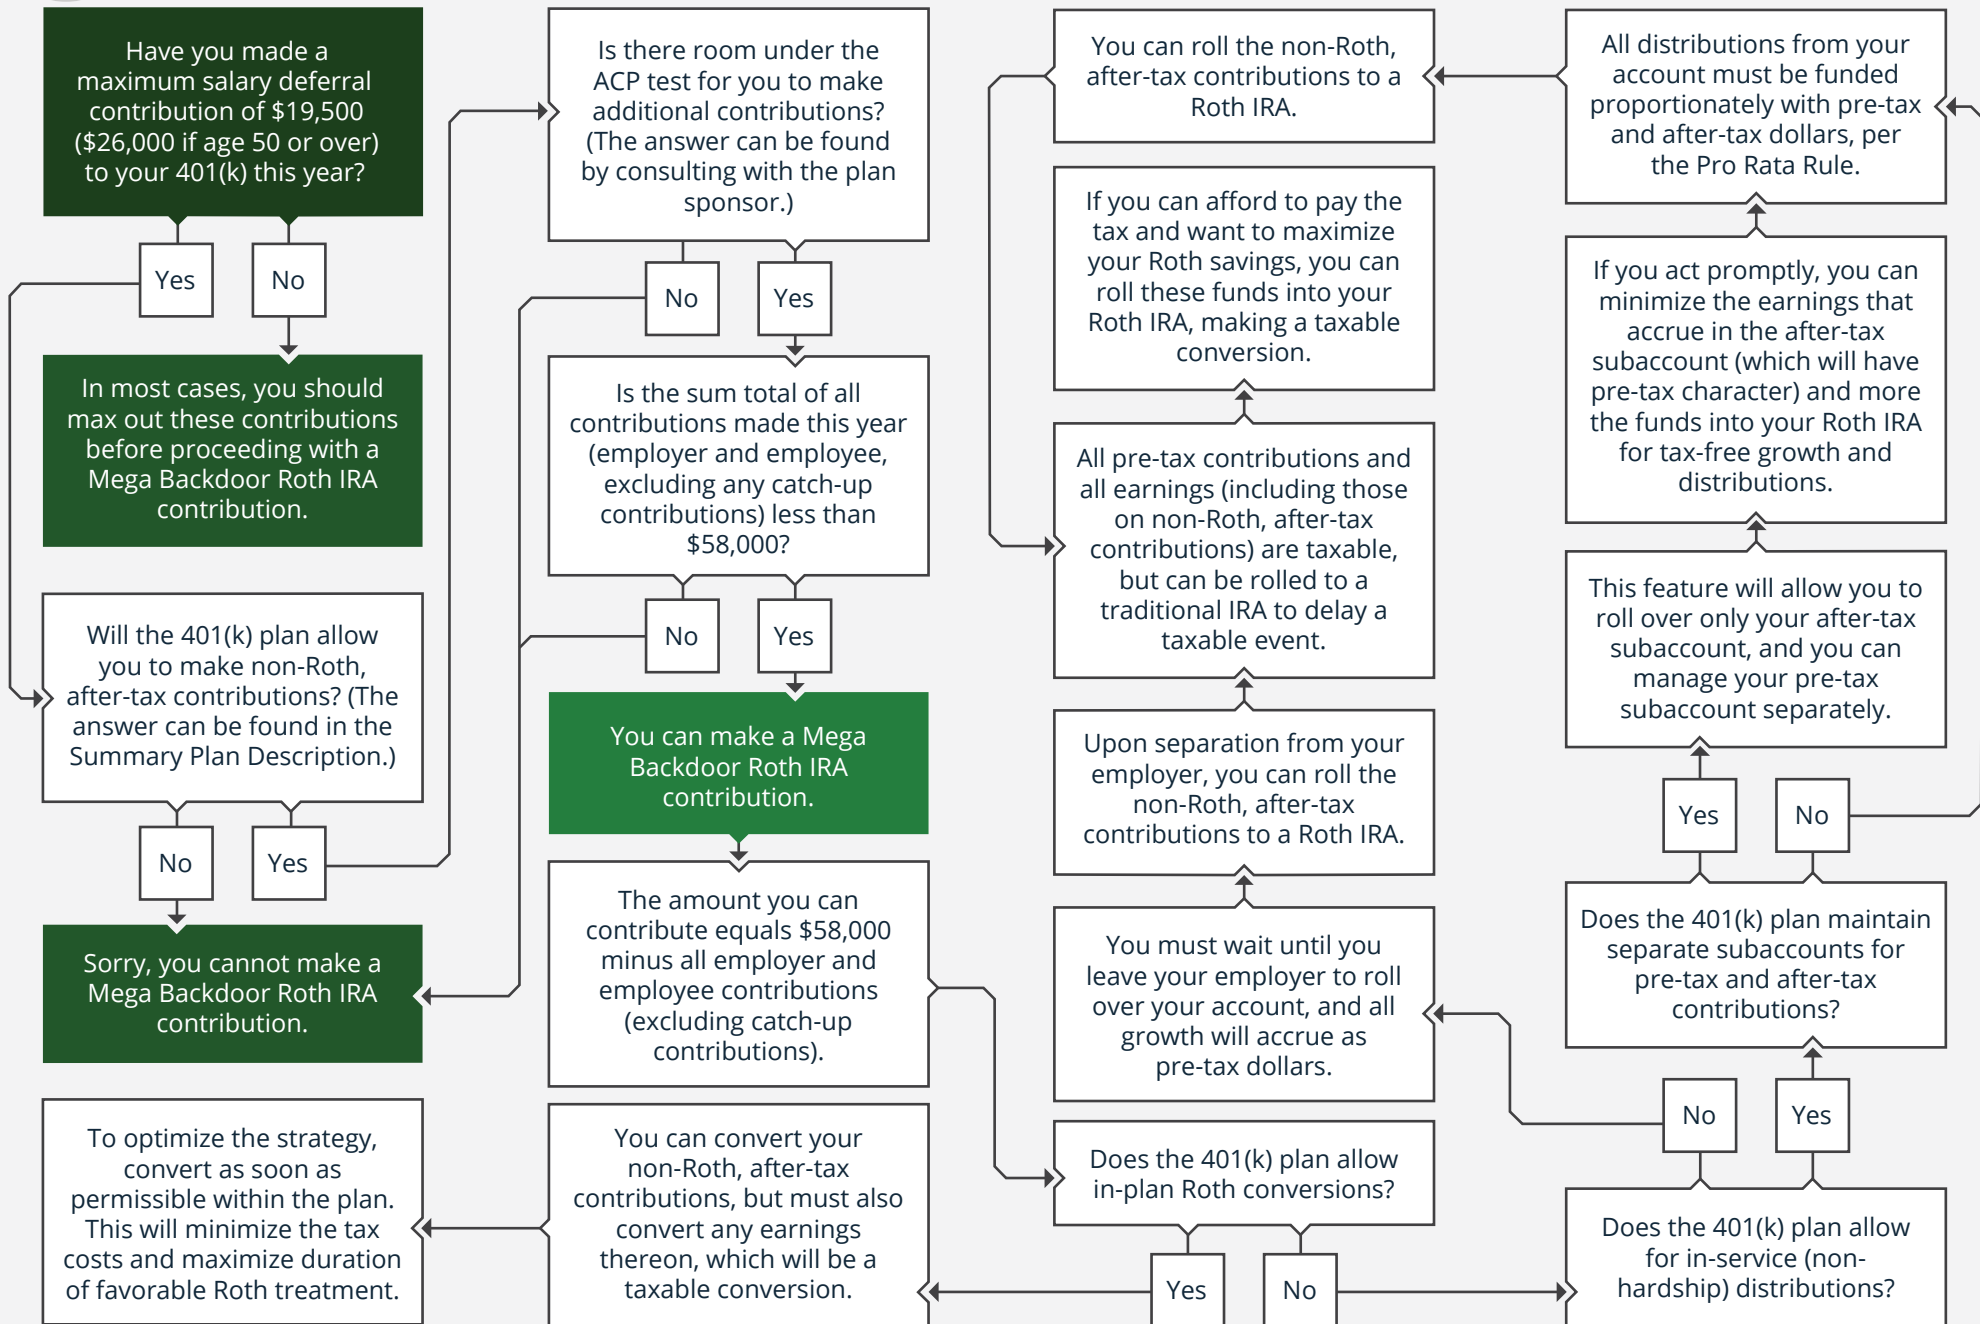 Have you made a
maximum salary deferral
contribution of $19,500
($26,000 if age 50 or over)
to your 401(k) this year?
Yes
No
In most cases, you should
max out these contributions
before proceeding with a
Mega Backdoor Roth IRA
contribution.
Will the 401(k) plan allow
you to make non-Roth,
after-tax contributions? (The
answer can be found in the
Summary Plan Description.)
No
Yes
Sorry, you cannot make a
Mega Backdoor Roth IRA
contribution.
Is there room under the
ACP test for you to make
additional contributions?
(The answer can be found
by consulting with the plan
sponsor.)
No
Yes
Is the sum total of all
contributions made this year
(employer and employee,
excluding any catch-up
contributions) less than
$58,000?
No
Yes
You can make a Mega
Backdoor Roth IRA
contribution.
The amount you can
contribute equals $58,000
minus all employer and
employee contributions
(excluding catch-up
contributions).
Does the 401(k) plan allow
in-plan Roth conversions?
Yes
No
You can convert your
non-Roth, after-tax
contributions, but must also
convert any earnings
thereon, which will be a
taxable conversion.
To optimize the strategy,
convert as soon as
permissible within the plan.
This will minimize the tax
costs and maximize duration
of favorable Roth treatment.
Does the 401(k) plan allow
for in-service (non-
hardship) distributions?
No
Yes
You must wait until you
leave your employer to roll
over your account, and all
growth will accrue as
pre-tax dollars.
Upon separation from your
employer, you can roll the
non-Roth, after-tax
contributions to a Roth IRA.
Does the 401(k) plan maintain
separate subaccounts for
pre-tax and after-tax
contributions?
Yes
No
This feature will allow you to
roll over only your after-tax
subaccount, and you can
manage your pre-tax
subaccount separately.
If you act promptly, you can
minimize the earnings that
accrue in the after-tax
subaccount (which will have
pre-tax character) and more
the funds into your Roth IRA
for tax-free growth and
distributions.
All distributions from your
account must be funded
proportionately with pre-tax
and after-tax dollars, per
the Pro Rata Rule.
You can roll the non-Roth,
after-tax contributions to a
Roth IRA.
All pre-tax contributions and
all earnings (including those
on non-Roth, after-tax
contributions) are taxable,
but can be rolled to a
traditional IRA to delay a
taxable event.
If you can afford to pay the
tax and want to maximize
your Roth savings, you can
roll these funds into your
Roth IRA, making a taxable
conversion.